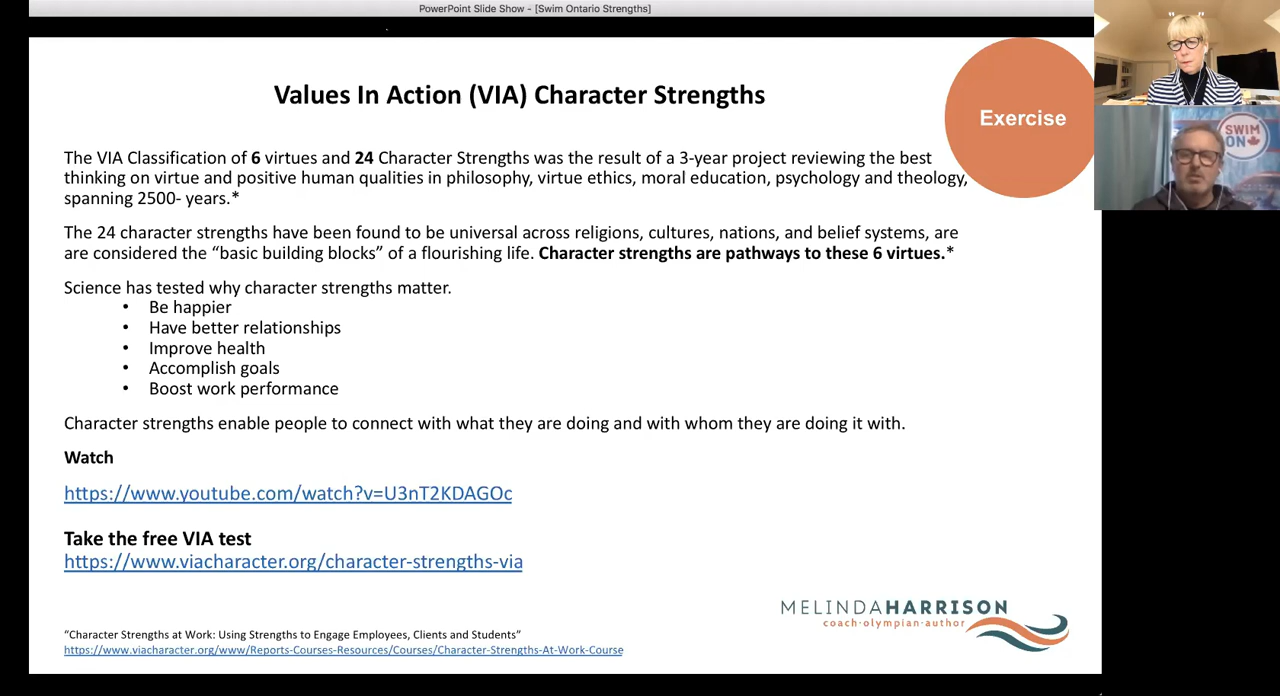 PowerPoint Slide Show - [Swim Ontario Strengths]
Values In Action (VIA) Character Strengths
Exercise
SWIM
ON
The VIA Classification of 6 virtues and 24 Character Strengths was the result of a 3-year project reviewing the best
thinking on virtue and positive human qualities in philosophy, virtue ethics, moral education, psychology and theology,
spanning 2500- years.*
The 24 character strengths have been found to be universal across religions, cultures, nations, and belief systems, are
are considered the “basic building blocks” of a flourishing life. Character strengths are pathways to these 6 virtues.*
Science has tested why character strengths matter.
• Be happier
• Have better relationships
• Improve health
• Accomplish goals
• Boost work performance
Character strengths enable people to connect with what they are doing and with whom they are doing it with.
Watch
https://www.youtube.com/watch?v=U3nT2KDAGOc
Take the free VIA test
https://www.viacharacter.org/character-strengths-via
MELINDAHARRISON
coach·olympian·author
“Character Strengths at Work: Using Strengths to Engage Employees, Clients and Students”
https://www.viacharacter.org/www/Reports-Courses-Resources/Courses/Character-Strengths-At-Work-Course